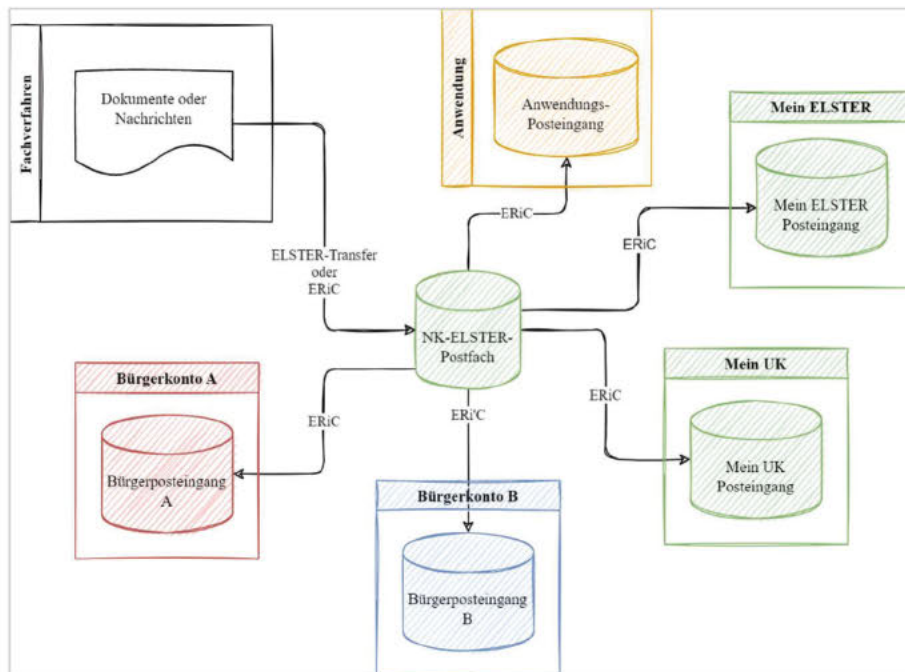 Fachverfahren
Dokumente oder
Nachrichten
Anwendung
Anwendungs-
Posteingang
Mein ELSTER
Mein ELSTER
Posteingang
ERiC
ERiC
ELSTER-Transfer
oder
ERiC
NK-ELSTER-
Postfach
Bürgerkonto A
Bürgerposteingang
A
ERiC
ERi'C
ERiC
Mein UK
Mein UK
Posteingang
Bürgerkonto B
Bürgerposteingang
B